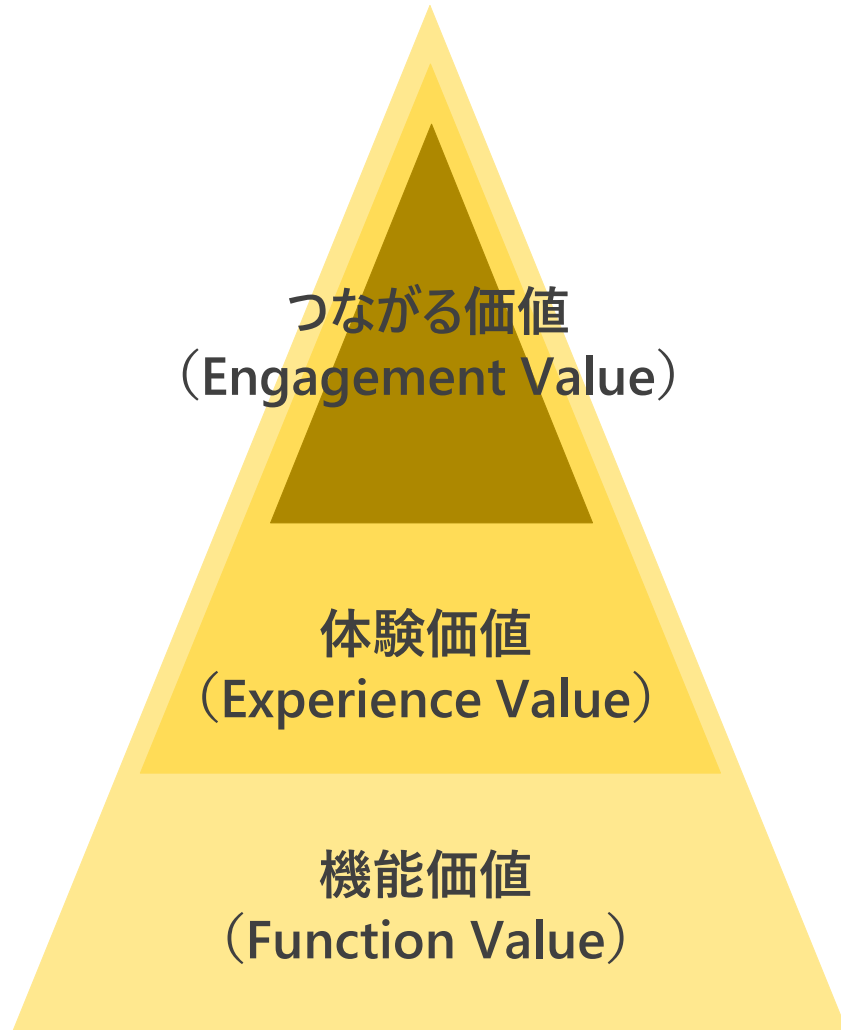 つながる価値
（Engagement Value）
体験価値
（Experience Value）
機能価値
（Function Value）